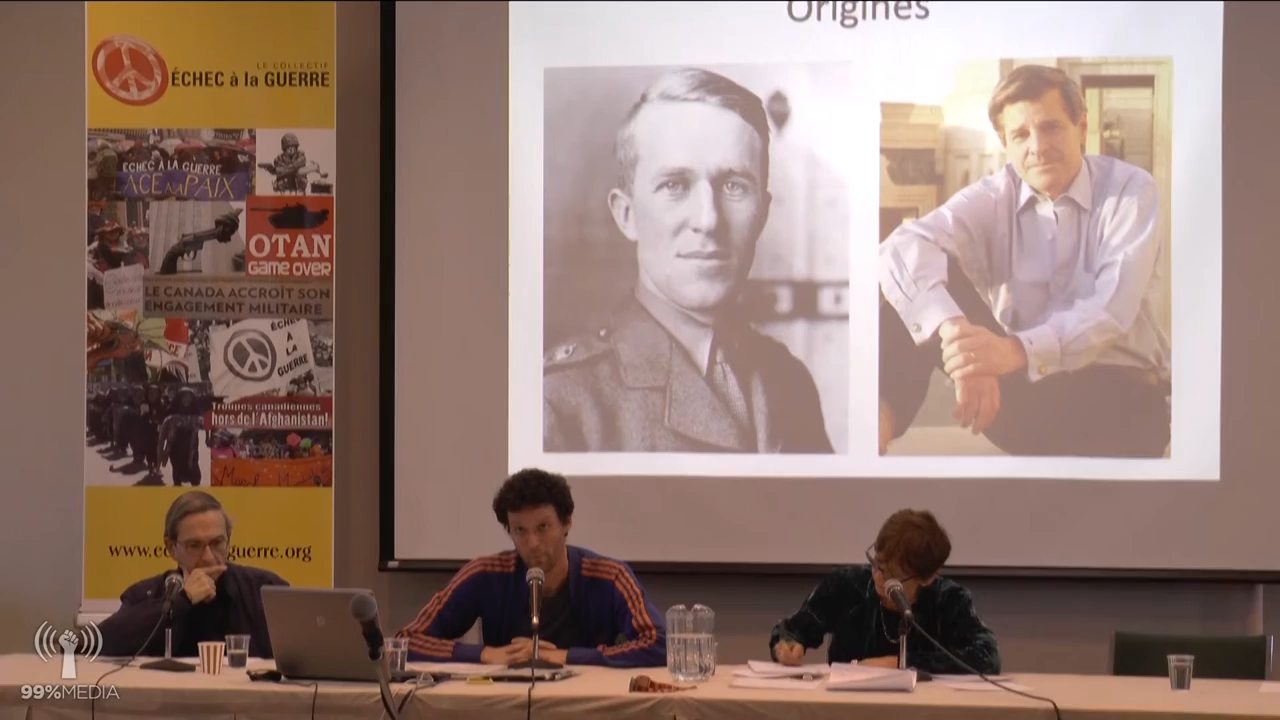 Origines
LE COLLECTIF
ÉCHEC à la GUERRE
ÉCHEC À LA GUERRE
OTAN
GAME OVER
LE CANADA ACCROÎT SON
ENGAGEMENT MILITAIRE
ÉCHEC
À
LA
GUERRE
Troupes canadiennes
hors de l'Afghanistan!
www.ec
guerre.org
99%MEDIA